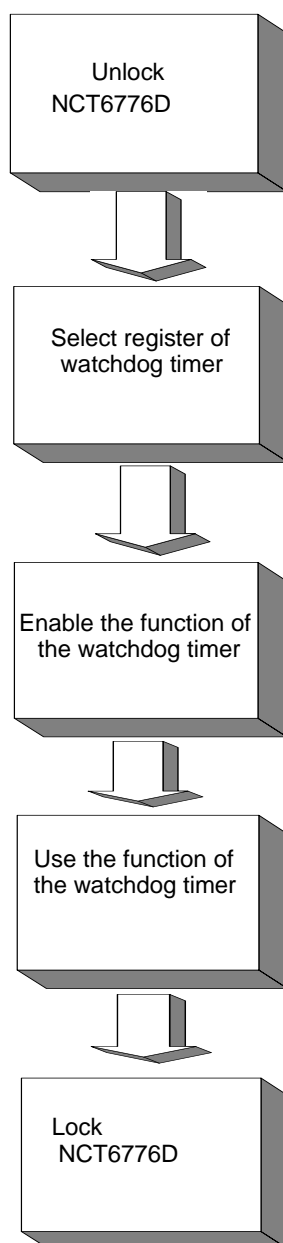 Unlock
NCT6776D
Select register of
watchdog timer
Enable the function of
the watchdog timer
Use the function of
the watchdog timer
Lock
NCT6776D